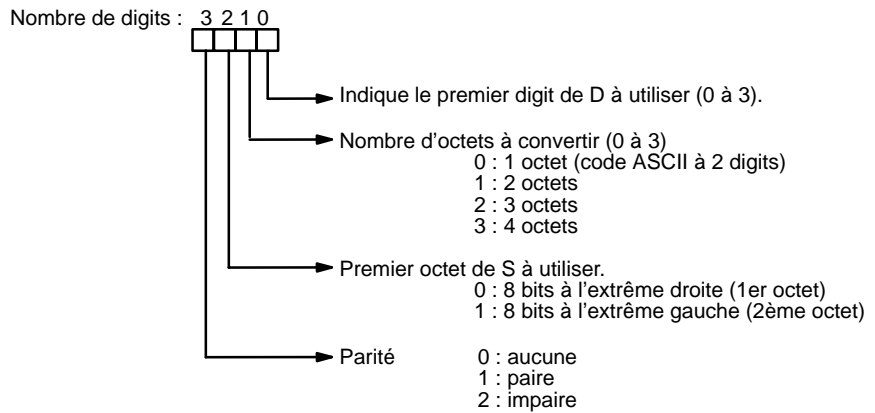 Nombre de digits : 3 2 1 0
Indique le premier digit de D à utiliser (0 à 3).
Nombre d'octets à convertir (0 à 3)
0 : 1 octet (code ASCII à 2 digits)
1 : 2 octets
2 : 3 octets
3 : 4 octets
Premier octet de S à utiliser.
0 : 8 bits à l'extrême droite (1er octet)
1 : 8 bits à l'extrême gauche (2ème octet)
Parité 0 : aucune
1 : paire
2 : impaire